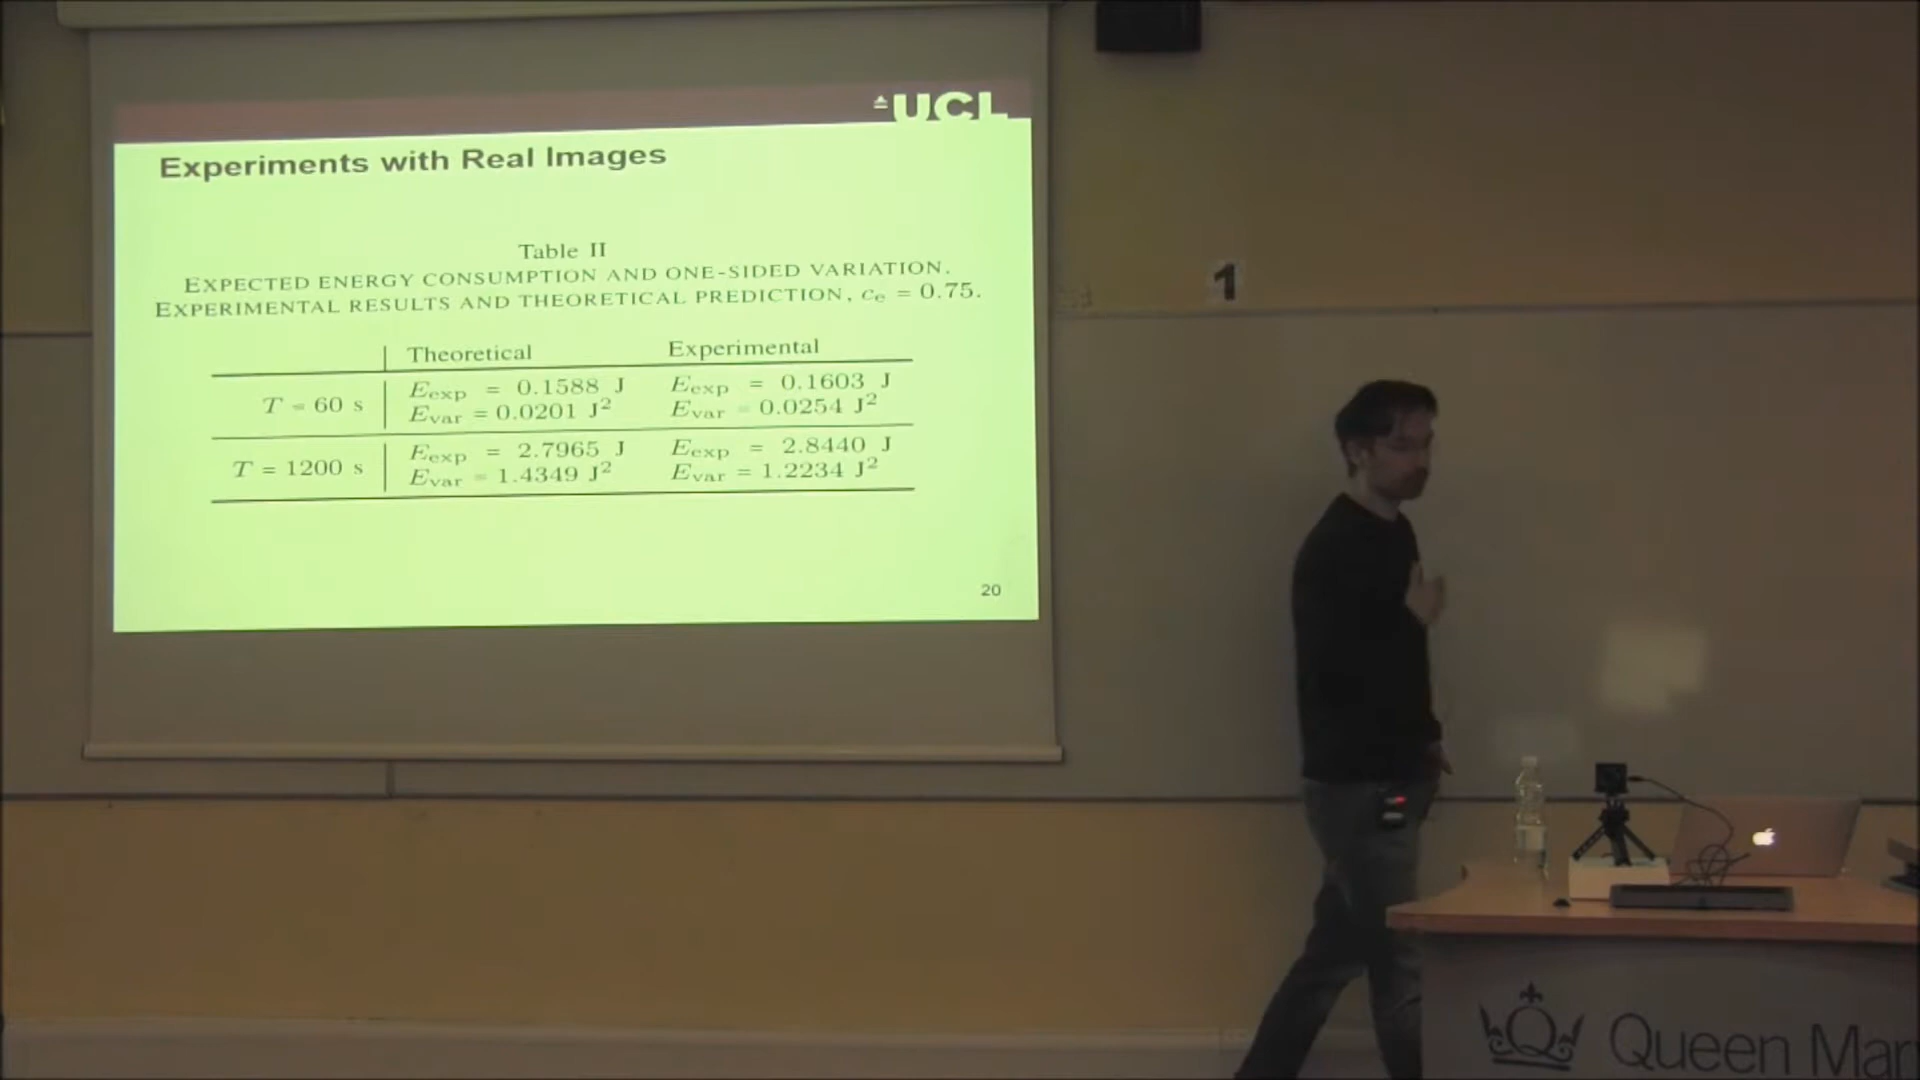 UCL
Experiments with Real Images
Table II
EXPECTED ENERGY CONSUMPTION AND ONE-SIDED VARIATION.
EXPERIMENTAL RESULTS AND THEORETICAL PREDICTION, ce = 0.75.
Theoretical Experimental
T = 60 s
Eexp = 0.1588 J Eexp = 0.1603 J
Evar = 0.0201 J² Evar = 0.0254 J²
T = 1200 s
Eexp = 2.7965 J Eexp = 2.8440 J
Evar = 1.4349 J² Evar = 1.2234 J²
20
1
Queen Mar